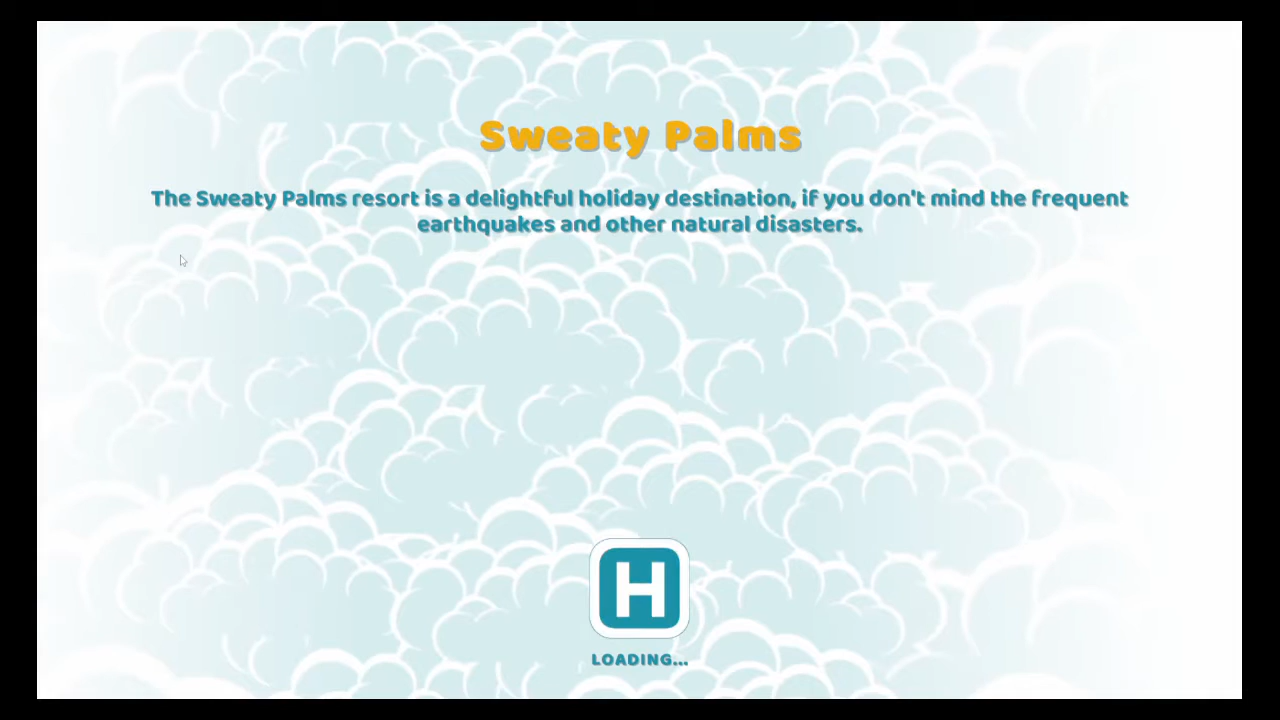 Sweaty Palms
The Sweaty Palms resort is a delightful holiday destination, if you don't mind the frequent
earthquakes and other natural disasters.
H
LOADING...